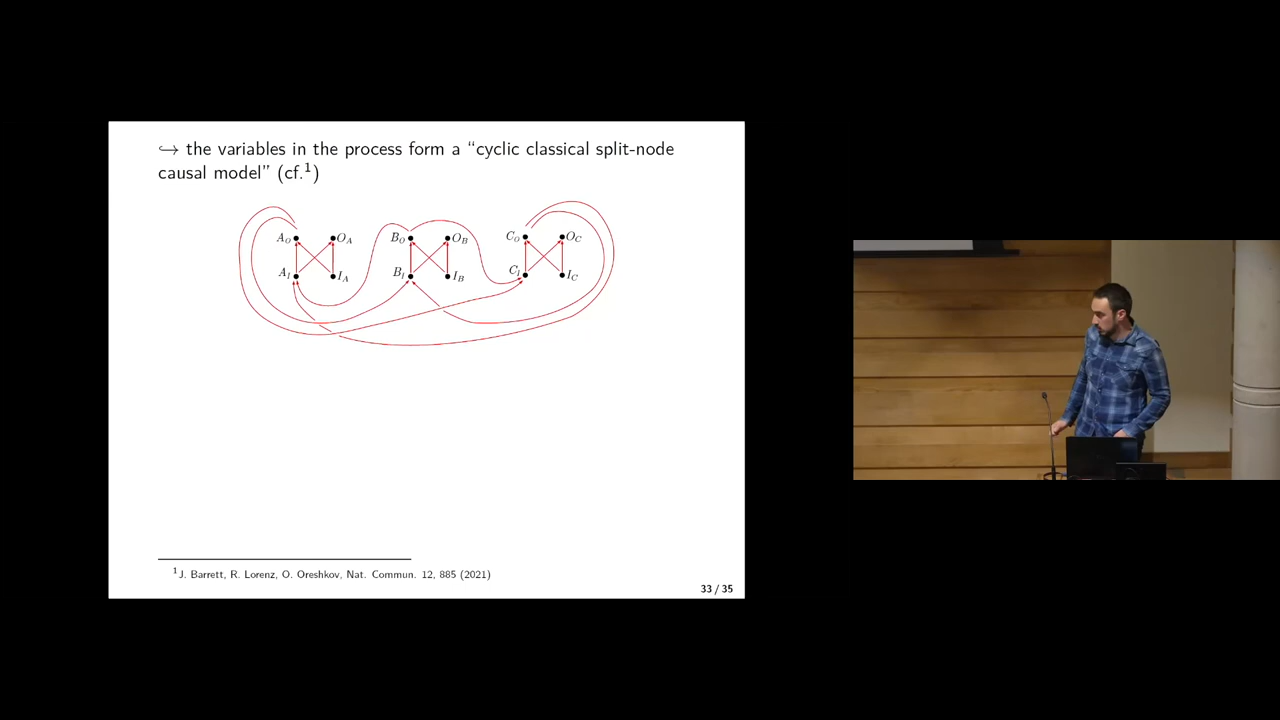 ↪ the variables in the process form a “cyclic classical split-node
causal model” (cf.¹)
A_O O_A B_O O_B C_O O_C
A_I I_A B_I I_B C_I I_C
¹J. Barrett, R. Lorenz, O. Oreshkov, Nat. Commun. 12, 885 (2021)
33 / 35